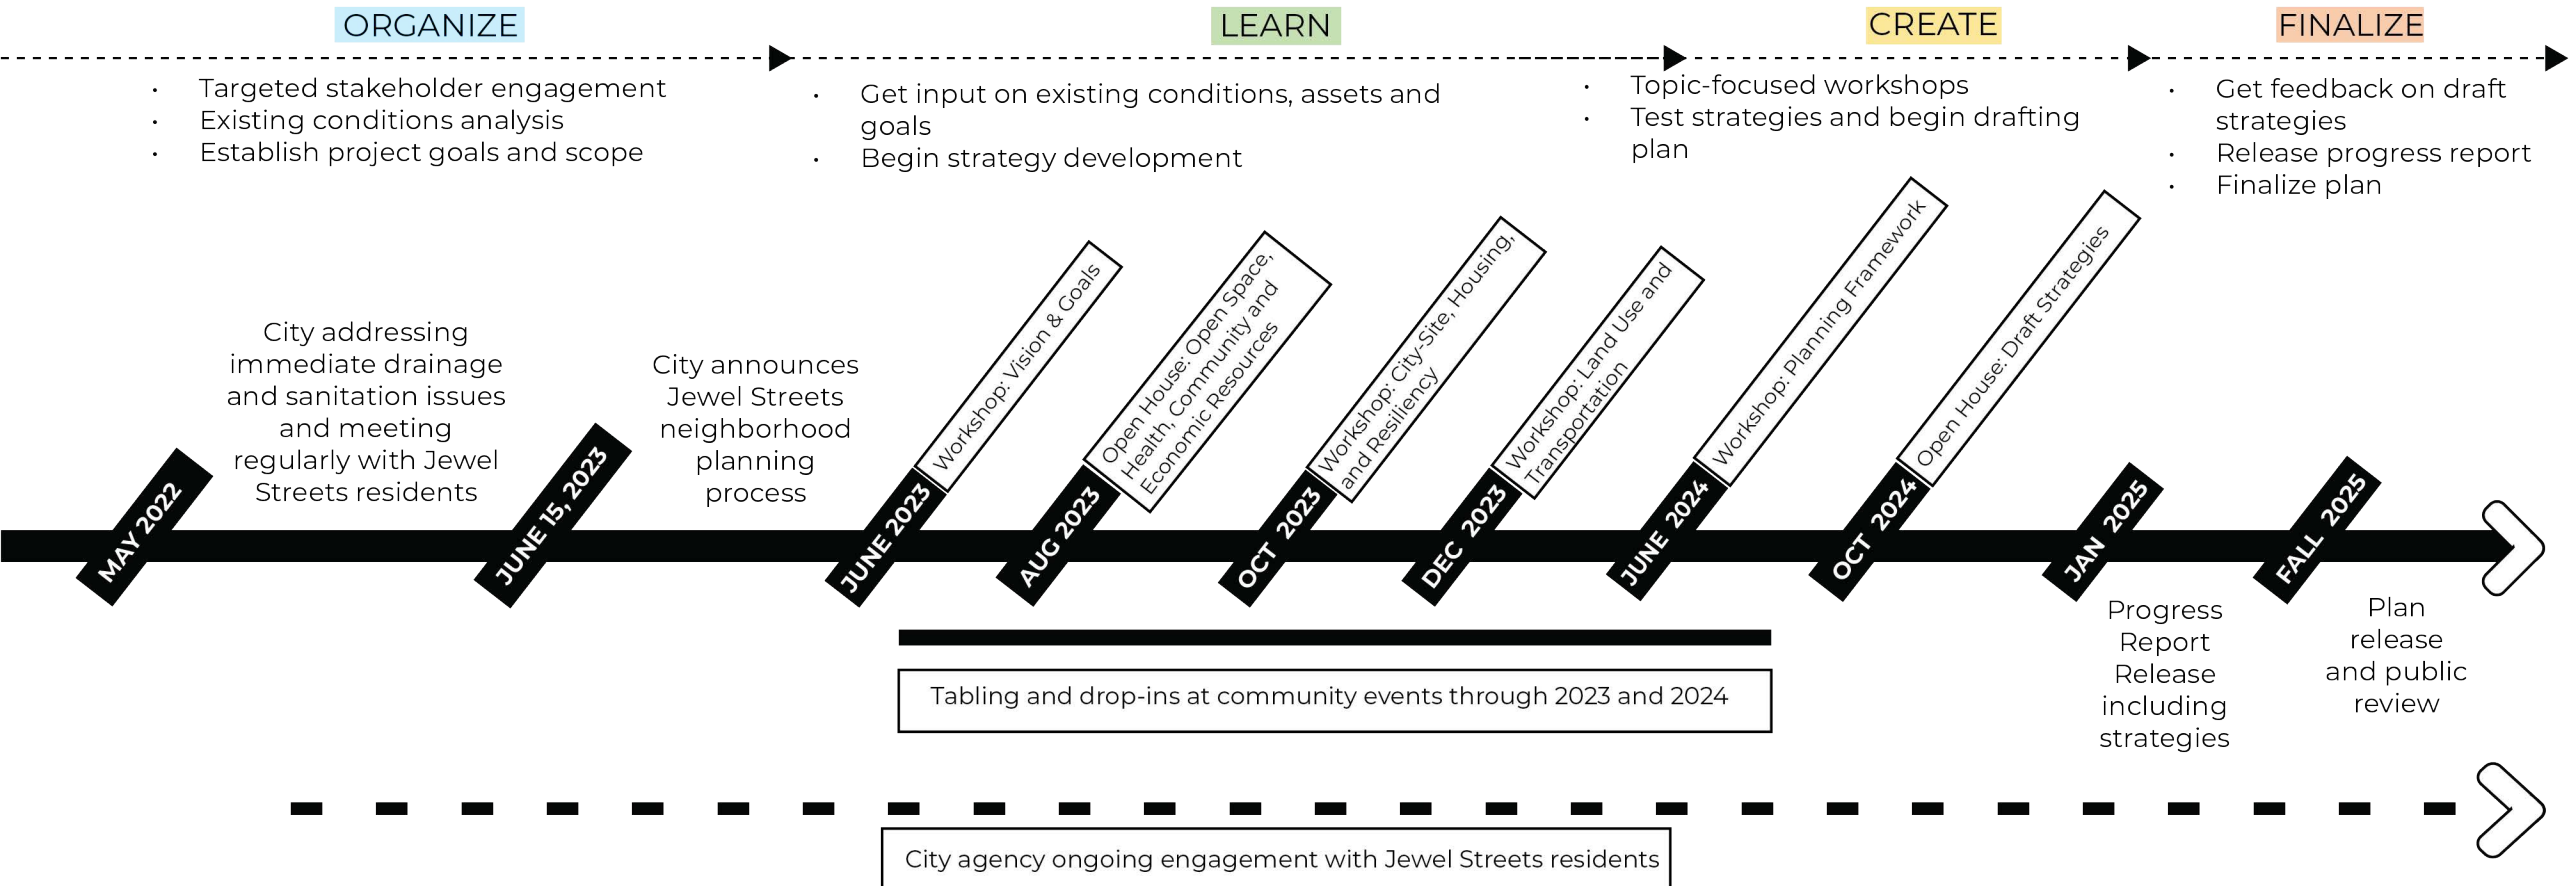 ORGANIZE
LEARN
CREATE
FINALIZE
• Targeted stakeholder engagement
• Existing conditions analysis
• Establish project goals and scope
• Get input on existing conditions, assets and
goals
• Begin strategy development
• Topic-focused workshops
• Test strategies and begin drafting
plan
• Get feedback on draft
strategies
• Release progress report
• Finalize plan
MAY 2022
City addressing
immediate drainage
and sanitation issues
and meeting
regularly with Jewel
Streets residents
JUNE 15, 2023
City announces
Jewel Streets
neighborhood
planning
process
JUNE 2023
Workshop: Vision & Goals
AUG 2023
Open House: Open Space,
Health, Community and
Economic Resources
OCT 2023
Workshop: City-Site, Housing,
and Resiliency
DEC 2023
Workshop: Land Use and
Transportation
JUNE 2024
Workshop: Planning Framework
OCT 2024
Open House: Draft Strategies
JAN 2025
Progress
Report
Release
including
strategies
FALL 2025
Plan
release
and public
review
Tabling and drop-ins at community events through 2023 and 2024
City agency ongoing engagement with Jewel Streets residents